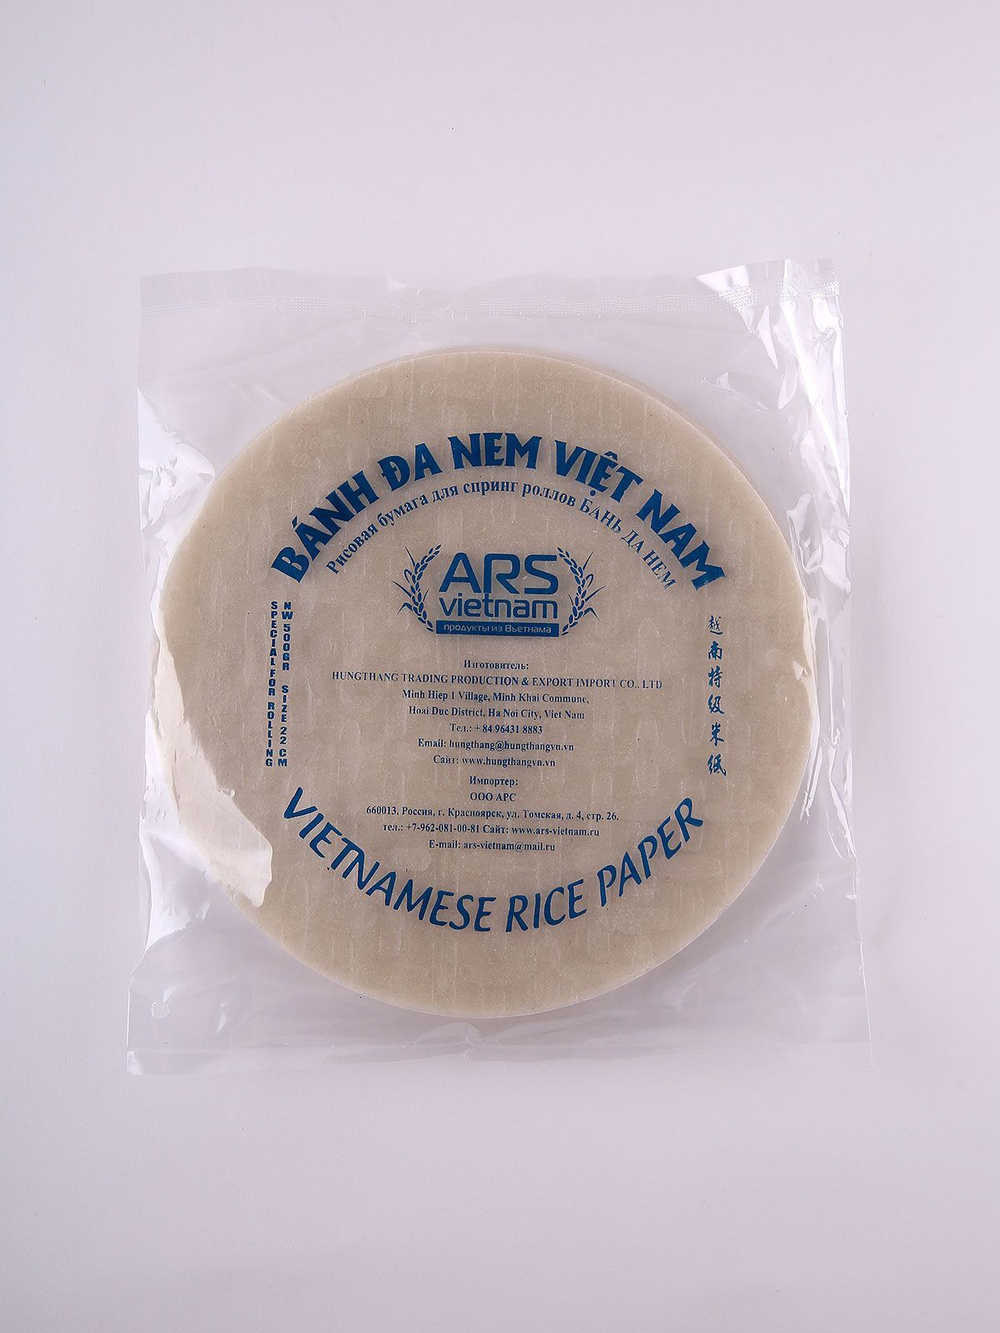 BÁNH ĐA NEM VIỆT NAM
Рисовая бумага для спринг роллов БАНЬ ДА НЕМ
ARS
vietnam
продукты из Вьетнама
NW 500GR SIZE 22 CM
SPECIAL FOR ROLLING
越南特级米纸
Изготовитель:
HUNGTHANG TRADING PRODUCTION & EXPORT IMPORT CO., LTD
Minh Hiep 1 Village, Minh Khai Commune,
Hoai Duc District, Ha Noi City, Viet Nam
Тел.: + 84 96431 8883
Email: hungthang@hungthangvn.vn
Сайт: www.hungthangvn.vn
Импортер:
ООО АРС
660013, Россия, г. Красноярск, ул. Томская, д. 4, стр. 26.
тел.: +7-962-081-00-81 Сайт: www.ars-vietnam.ru
E-mail: ars-vietnam@mail.ru
VIETNAMESE RICE PAPER